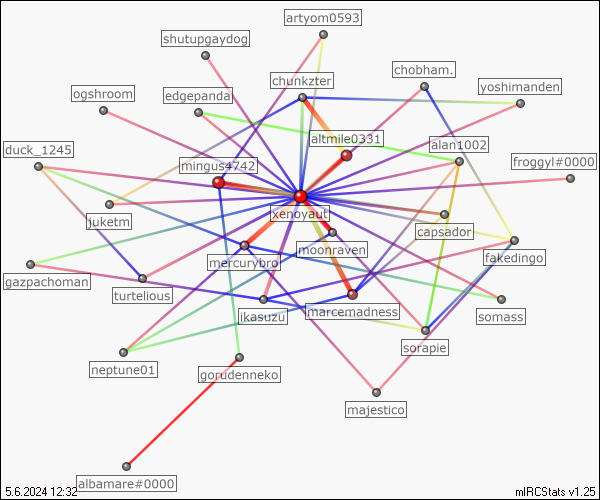 artyom0593
shutupgaydog
chunkzter
chobham.
ogshroom
edgepanda
yoshimanden
altmile0331
duck_1245
alan1002
mingus4742
froggyl#0000
xenoyaut
juketm
capsador
moonraven
mercurybro
fakedingo
gazpachoman
turtelious
jkasuzu
marcemadness
somass
sorapie
neptune01
gorudenneko
majestico
albamare#0000
5.6.2024 12:32
mIRCStats v1.25